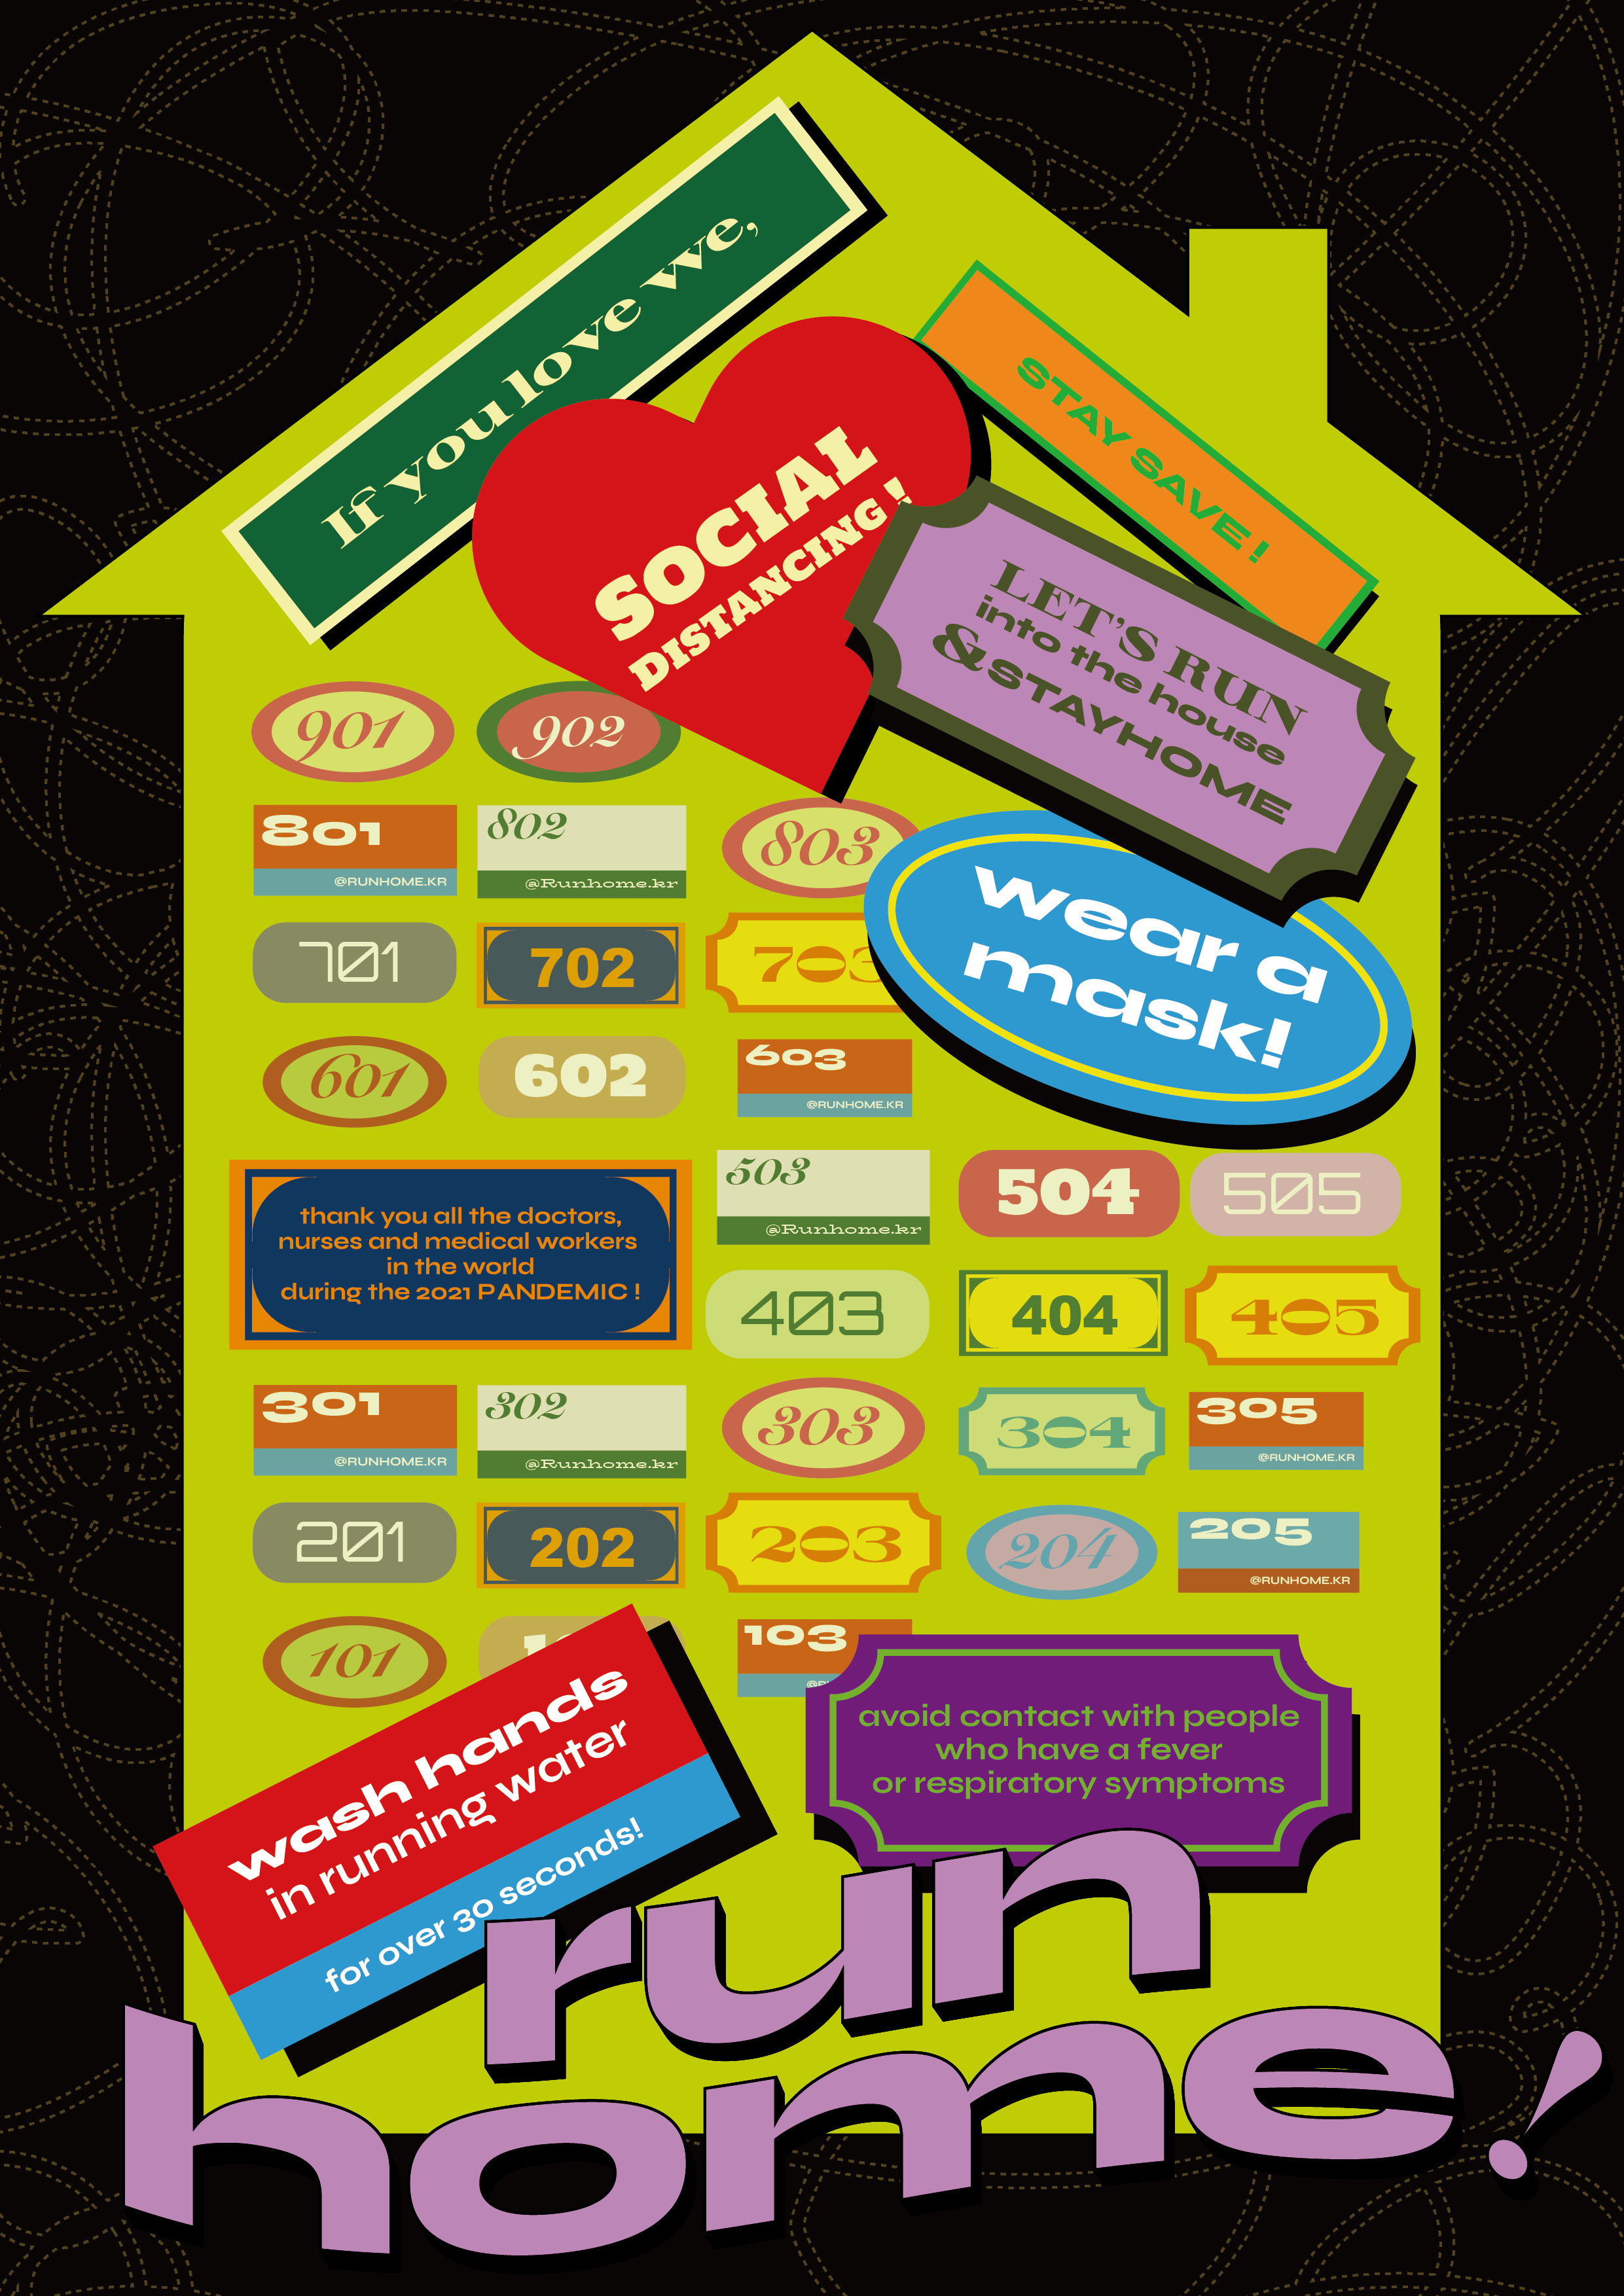 If you love we,
STAY SAVE !
SOCIAL
DISTANCING !
LET'S RUN
into the house
&STAYHOME
901
902
801
@RUNHOME.KR
802
@Runhome.kr
803
wear a
mask!
701
702
703
601
602
603
@RUNHOME.KR
thank you all the doctors,
nurses and medical workers
in the world
during the 2021 PANDEMIC !
503
@Runhome.kr
504
505
403
404
405
301
@RUNHOME.KR
302
@Runhome.kr
303
304
305
@RUNHOME.KR
201
202
203
204
205
@RUNHOME.KR
101
103
wash hands
in running water
for over 30 seconds!
avoid contact with people
who have a fever
or respiratory symptoms
run
home!